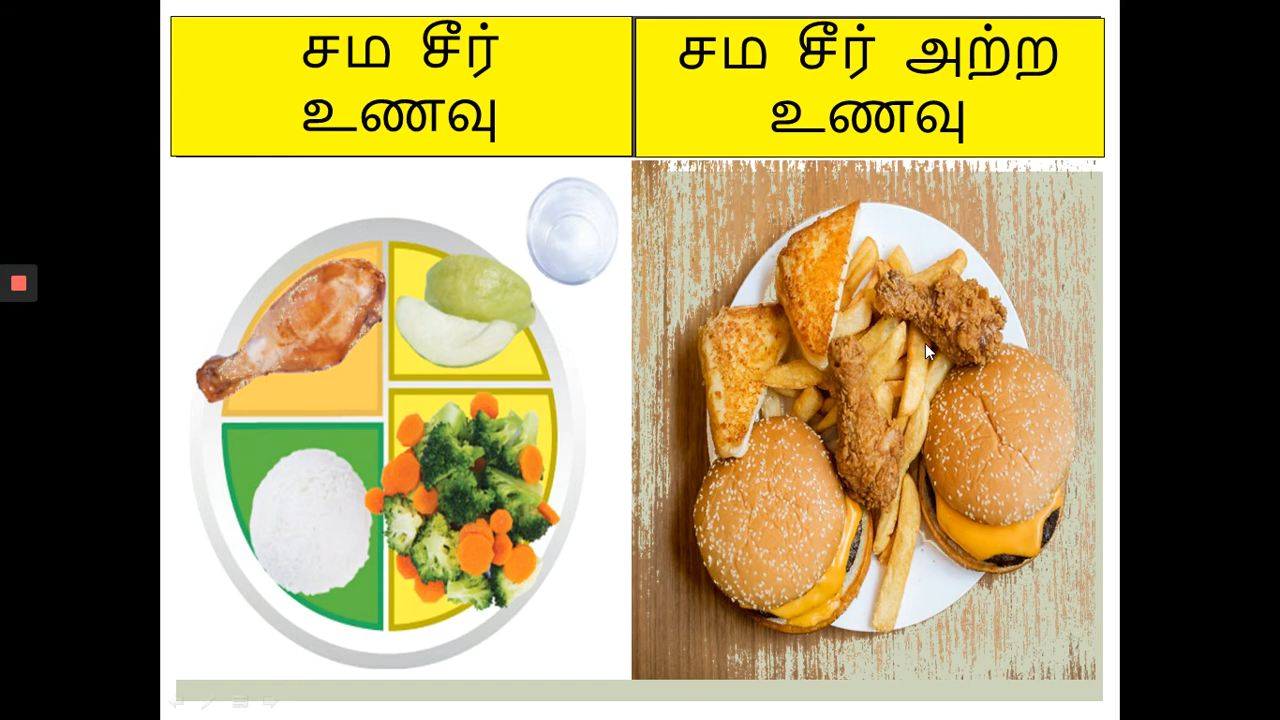 சம சீர்
உணவு
சம சீர் அற்ற
உணவு